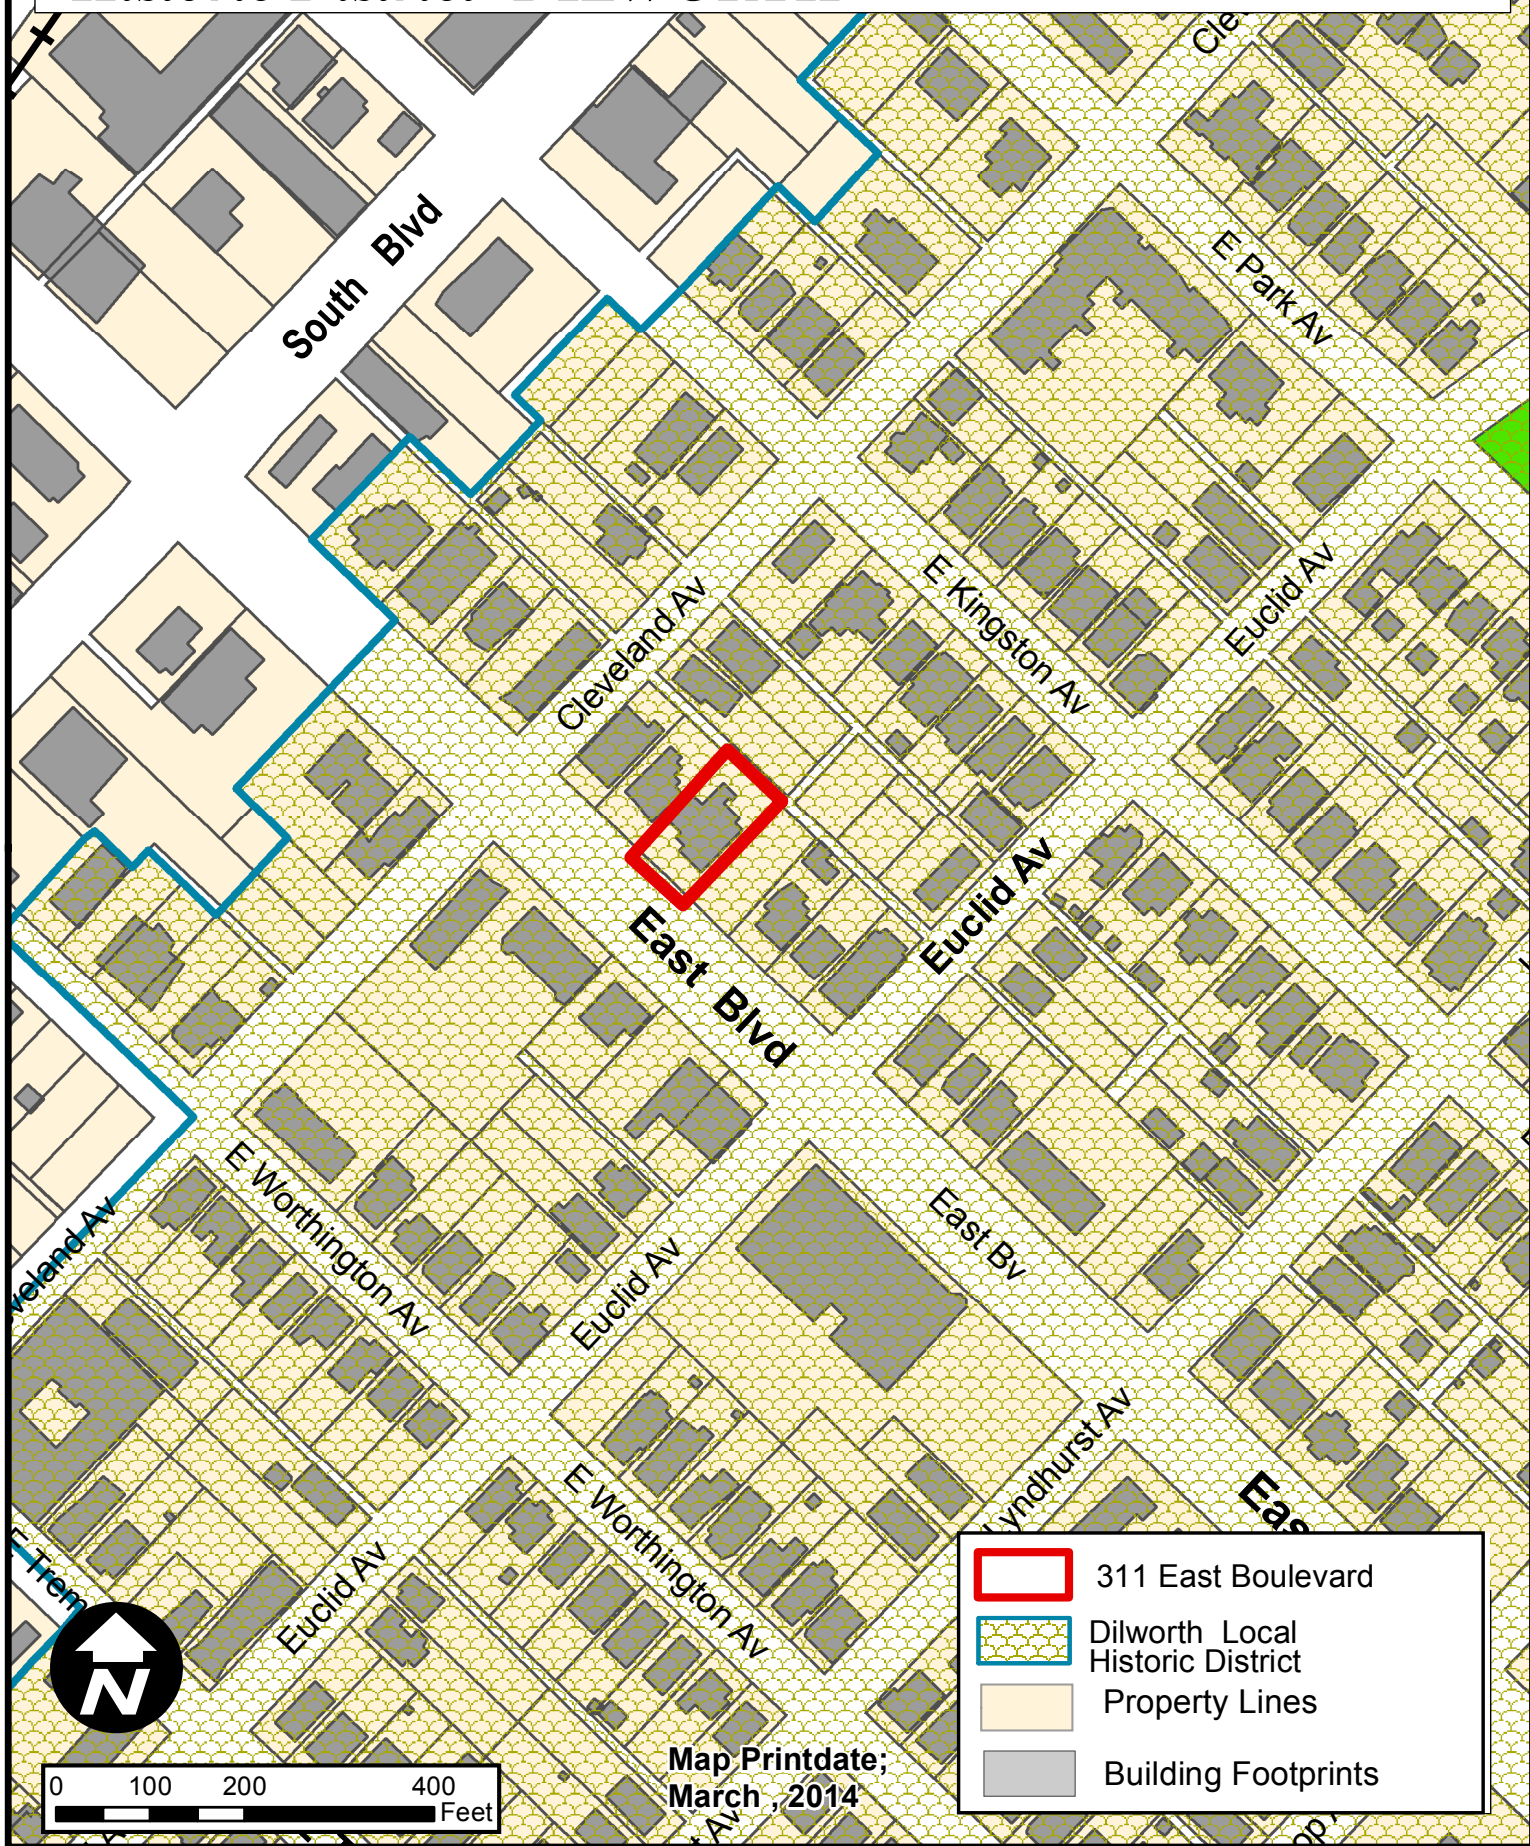 South Blvd
E Park Av
Cleveland Av
E Kingston Av
Euclid Av
Euclid Av
East Blvd
E Worthington Av
Euclid Av
East Bv
Lyndhurst Av
E Worthington Av
Euclid Av
N
0 100 200 400
Feet
Map Printdate;
March , 2014
311 East Boulevard
Dilworth Local
Historic District
Property Lines
Building Footprints